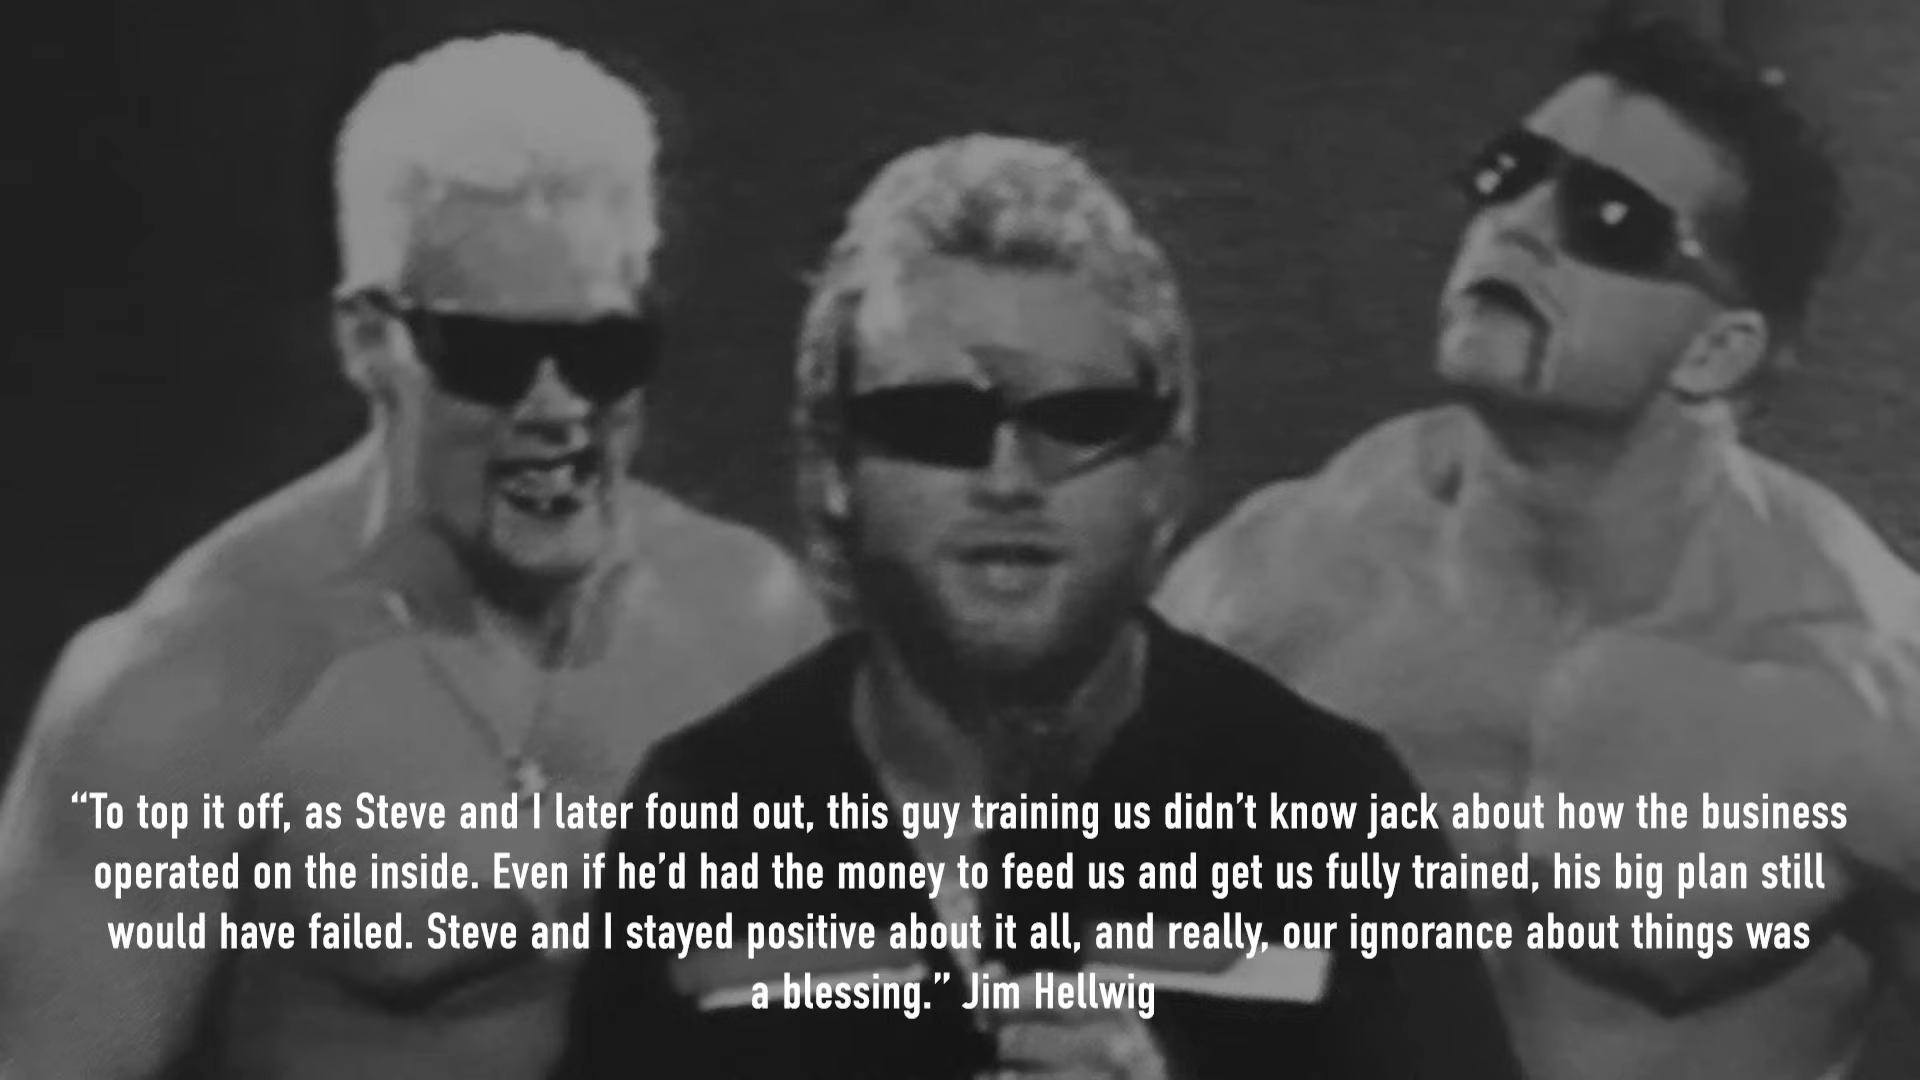 “To top it off, as Steve and I later found out, this guy training us didn’t know jack about how the business
operated on the inside. Even if he’d had the money to feed us and get us fully trained, his big plan still
would have failed. Steve and I stayed positive about it all, and really, our ignorance about things was
a blessing.” Jim Hellwig